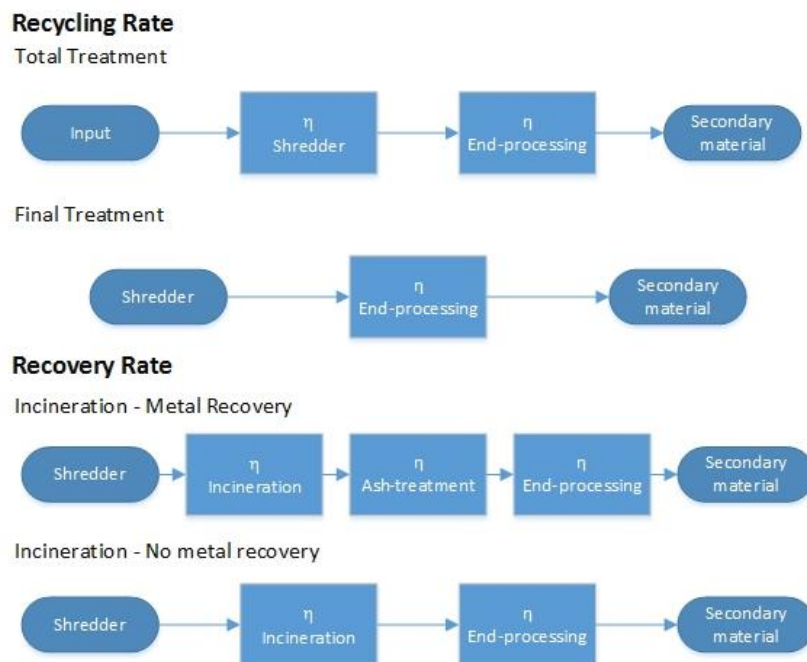 Recycling Rate
Total Treatment
Input
η
Shredder
η
End-processing
Secondary
material
Final Treatment
Shredder
η
End-processing
Secondary
material
Recovery Rate
Incineration - Metal Recovery
Shredder
η
Incineration
η
Ash-treatment
η
End-processing
Secondary
material
Incineration - No metal recovery
Shredder
η
Incineration
η
End-processing
Secondary
material